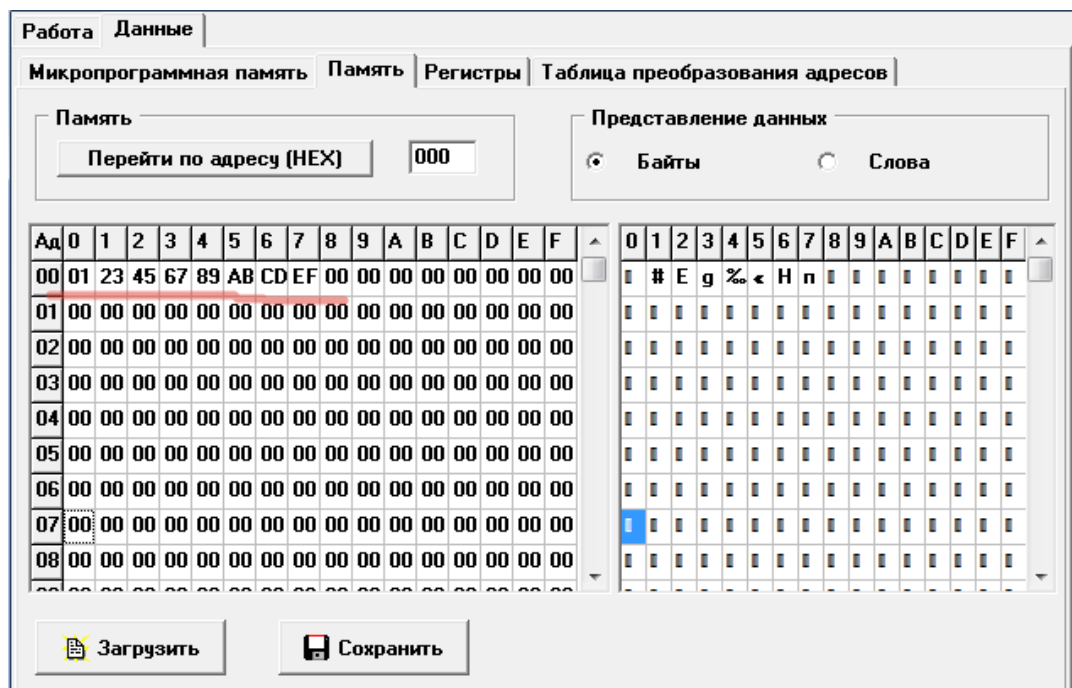 Работа Данные
Микропрограммная память Память Регистры Таблица преобразования адресов
Память Представление данных
Перейти по адресу (HEX) 000 Байты Слова
Ад 0 1 2 3 4 5 6 7 8 9 A B C D E F 0 1 2 3 4 5 6 7 8 9 A B C D E F
00 01 23 45 67 89 AB CD EF 00 00 00 00 00 00 00 00 # E g ‰ « Н п
01 00 00 00 00 00 00 00 00 00 00 00 00 00 00 00 00
02 00 00 00 00 00 00 00 00 00 00 00 00 00 00 00 00
03 00 00 00 00 00 00 00 00 00 00 00 00 00 00 00 00
04 00 00 00 00 00 00 00 00 00 00 00 00 00 00 00 00
05 00 00 00 00 00 00 00 00 00 00 00 00 00 00 00 00
06 00 00 00 00 00 00 00 00 00 00 00 00 00 00 00 00
07 00 00 00 00 00 00 00 00 00 00 00 00 00 00 00 00
08 00 00 00 00 00 00 00 00 00 00 00 00 00 00 00 00
Загрузить Сохранить